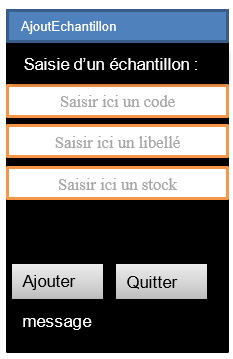 AjoutEchantillon
Saisie d'un échantillon :
Saisir ici un code
Saisir ici un libellé
Saisir ici un stock
Ajouter Quitter
message